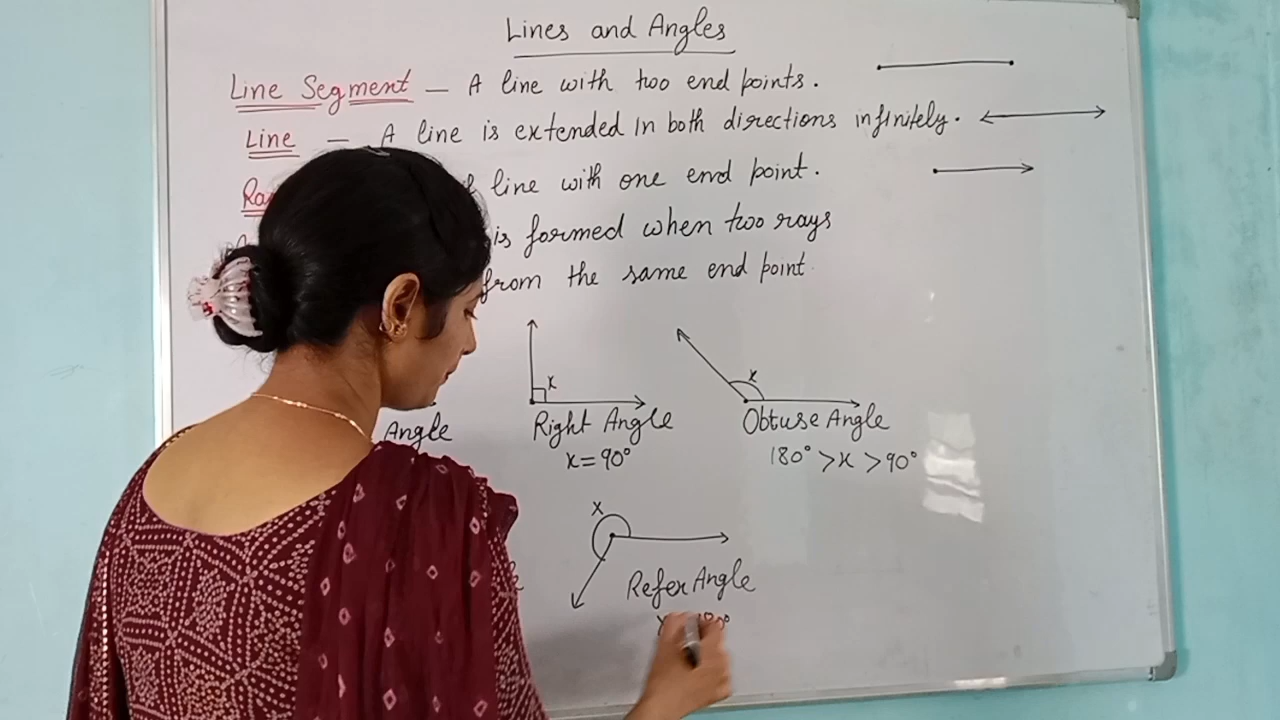 Lines and Angles
Line Segment — A line with two end points.
Line — A line is extended in both directions infinitely.
line with one end point.
is formed when two rays
from the same end point
x
x
Angle
Right Angle
Obtuse Angle
x = 90°
180° > x > 90°
x
Refer Angle